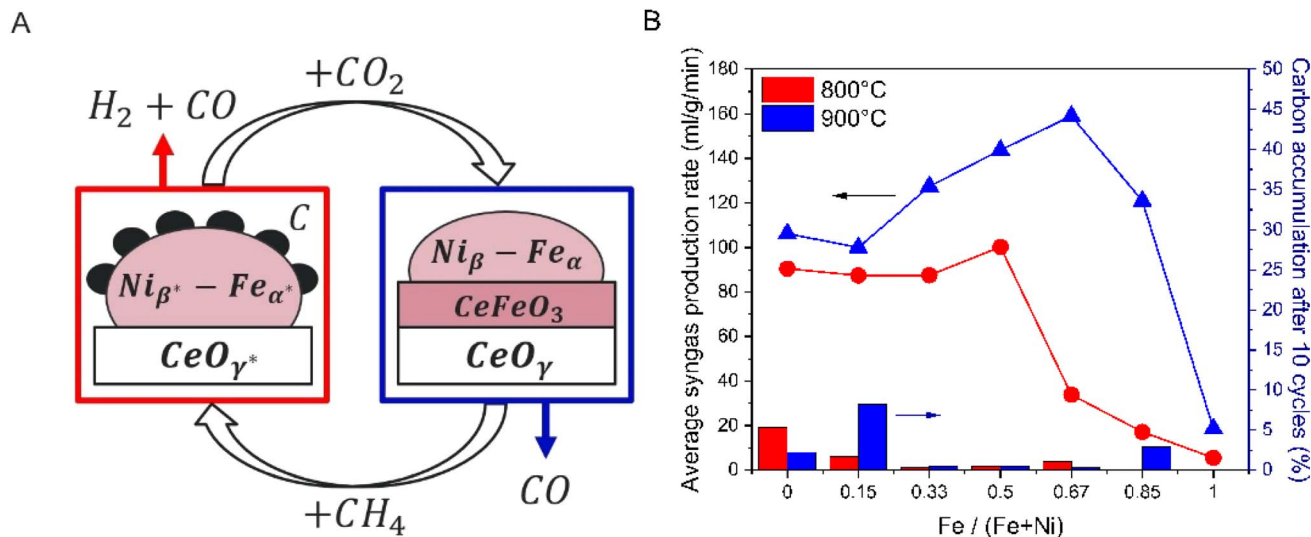 A
+CO₂
H₂ + CO
C
Niᵦ* − Feα*
CeOγ*
Niᵦ − Feα
CeFeO₃
CeOγ
CO
+CH₄
B
800°C
900°C
Average syngas production rate (ml/g/min)
180
160
140
120
100
80
60
40
20
0
50
45
40
35
30
25
20
15
10
5
0
Carbon accumulation after 10 cycles (%)
0 0.15 0.33 0.5 0.67 0.85 1
Fe / (Fe+Ni)